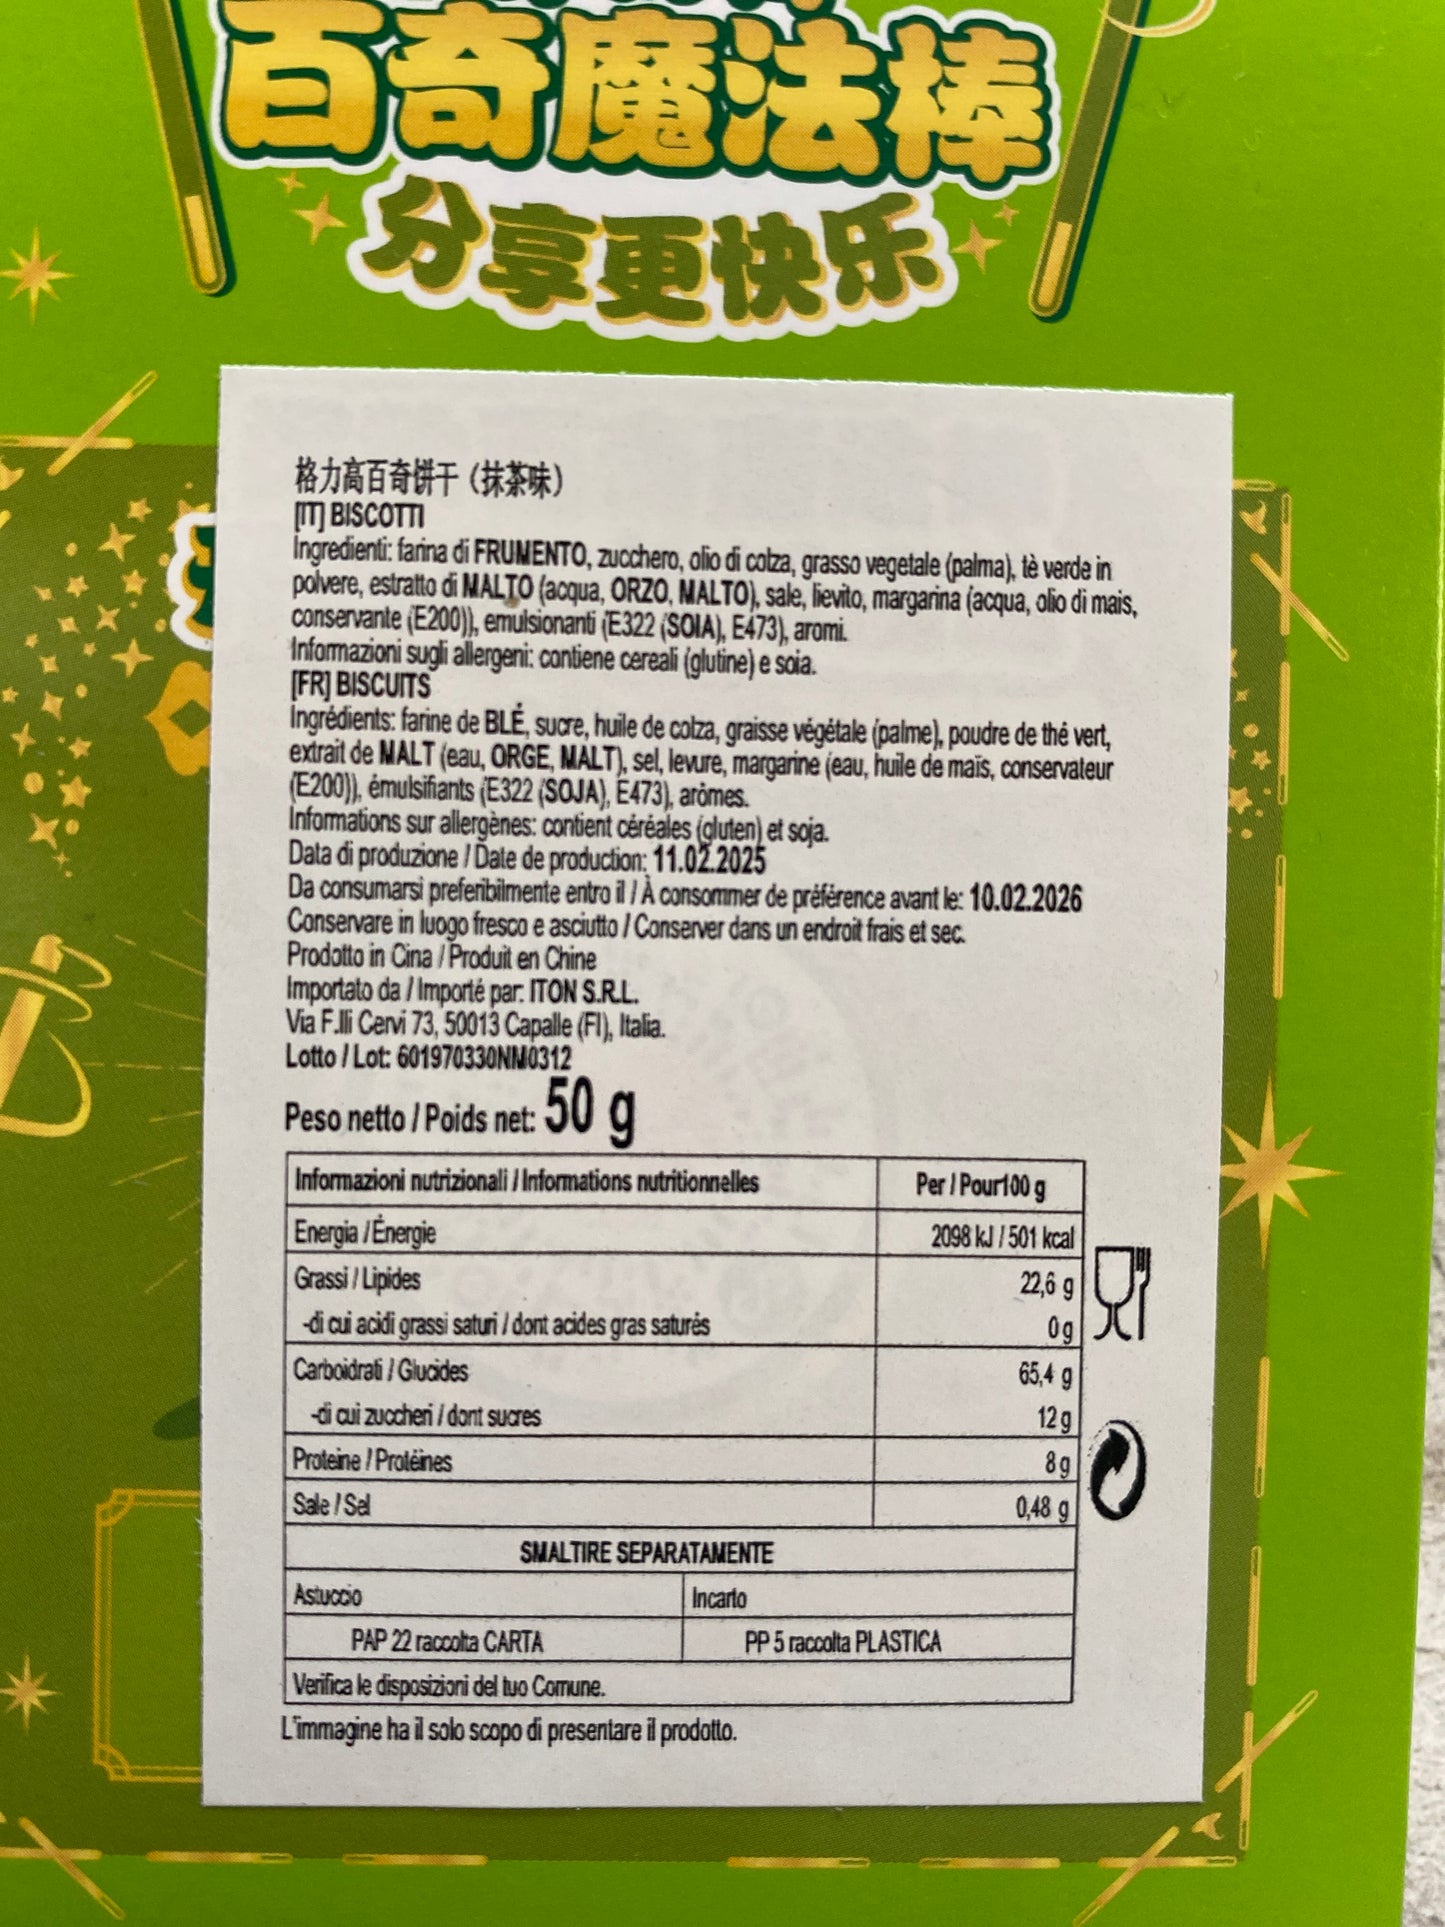 百奇魔法棒
分享更快乐
格力高百奇饼干（抹茶味）
[IT] BISCOTTI
Ingredienti: farina di FRUMENTO, zucchero, olio di colza, grasso vegetale (palma), tè verde in
polvere, estratto di MALTO (acqua, ORZO, MALTO), sale, lievito, margarina (acqua, olio di mais,
conservante (E200)), emulsionanti (E322 (SOIA), E473), aromi.
Informazioni sugli allergeni: contiene cereali (glutine) e soia.
[FR] BISCUITS
Ingrédients: farine de BLÉ, sucre, huile de colza, graisse végétale (palme), poudre de thé vert,
extrait de MALT (eau, ORGE, MALT), sel, levure, margarine (eau, huile de maïs, conservateur
(E200)), émulsifiants (E322 (SOJA), E473), arômes.
Informations sur allergènes: contient céréales (gluten) et soja.
Data di produzione / Date de production: 11.02.2025
Da consumarsi preferibilmente entro il / À consommer de préférence avant le: 10.02.2026
Conservare in luogo fresco e asciutto / Conserver dans un endroit frais et sec.
Prodotto in Cina / Produit en Chine
Importato da / Importé par: ITON S.R.L.
Via F.lli Cervi 73, 50013 Capalle (FI), Italia.
Lotto / Lot: 601970330NM0312
Peso netto / Poids net: 50 g
Informazioni nutrizionali / Informations nutritionnelles Per / Pour100 g
Energia / Énergie 2098 kJ / 501 kcal
Grassi / Lipides 22,6 g
-di cui acidi grassi saturi / dont acides gras saturés 0 g
Carboidrati / Glucides 65,4 g
-di cui zuccheri / dont sucres 12 g
Proteine / Protéines 8 g
Sale / Sel 0,48 g
SMALTIRE SEPARATAMENTE
Astuccio Incarto
PAP 22 raccolta CARTA PP 5 raccolta PLASTICA
Verifica le disposizioni del tuo Comune.
L'immagine ha il solo scopo di presentare il prodotto.